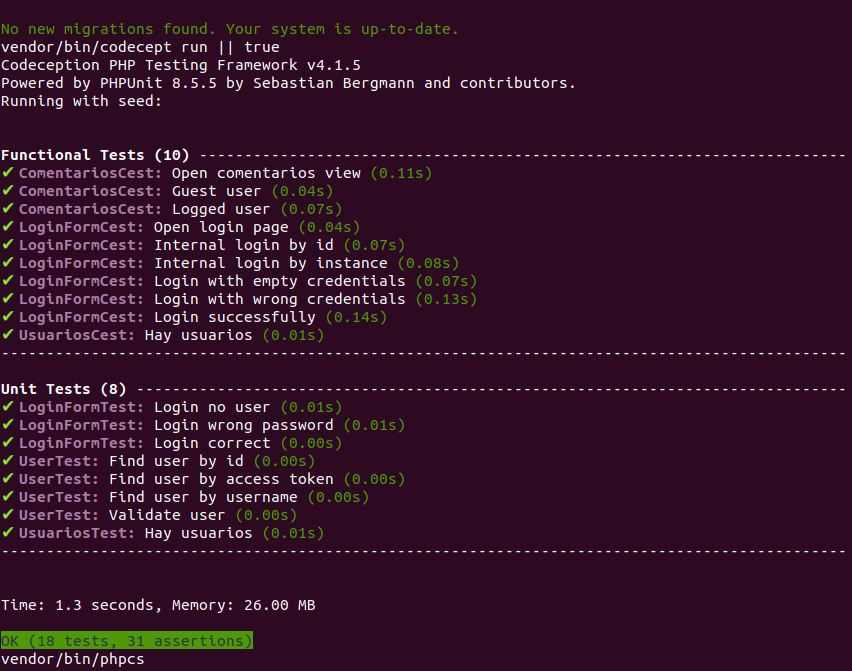 No new migrations found. Your system is up-to-date.
vendor/bin/codecept run || true
Codeception PHP Testing Framework v4.1.5
Powered by PHPUnit 8.5.5 by Sebastian Bergmann and contributors.
Running with seed:
Functional Tests (10) ------------------------------------------------------------------------
✔ ComentariosCest: Open comentarios view (0.11s)
✔ ComentariosCest: Guest user (0.04s)
✔ ComentariosCest: Logged user (0.07s)
✔ LoginFormCest: Open login page (0.04s)
✔ LoginFormCest: Internal login by id (0.07s)
✔ LoginFormCest: Internal login by instance (0.08s)
✔ LoginFormCest: Login with empty credentials (0.07s)
✔ LoginFormCest: Login with wrong credentials (0.13s)
✔ LoginFormCest: Login successfully (0.14s)
✔ UsuariosCest: Hay usuarios (0.01s)
----------------------------------------------------------------------------------------------
Unit Tests (8) -------------------------------------------------------------------------------
✔ LoginFormTest: Login no user (0.01s)
✔ LoginFormTest: Login wrong password (0.01s)
✔ LoginFormTest: Login correct (0.00s)
✔ UserTest: Find user by id (0.00s)
✔ UserTest: Find user by access token (0.00s)
✔ UserTest: Find user by username (0.00s)
✔ UserTest: Validate user (0.00s)
✔ UsuariosTest: Hay usuarios (0.01s)
----------------------------------------------------------------------------------------------
Time: 1.3 seconds, Memory: 26.00 MB
OK (18 tests, 31 assertions)
vendor/bin/phpcs